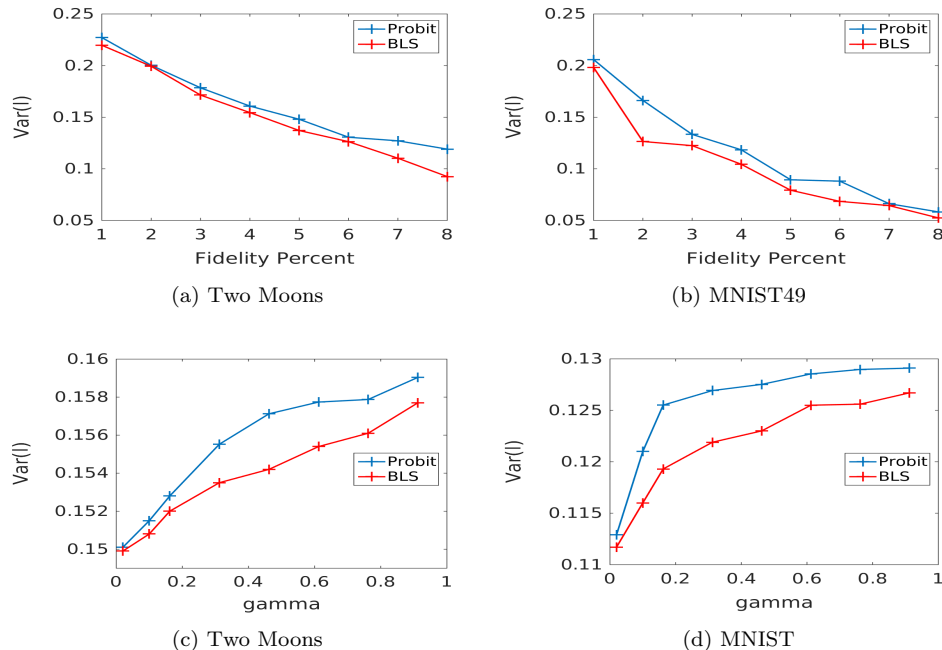 0.25
0.2
0.15
0.1
0.05
Var(l)
Probit
BLS
1 2 3 4 5 6 7 8
Fidelity Percent
(a) Two Moons
0.25
0.2
0.15
0.1
0.05
Var(l)
Probit
BLS
1 2 3 4 5 6 7 8
Fidelity Percent
(b) MNIST49
0.16
0.158
0.156
0.154
0.152
0.15
Var(l)
Probit
BLS
0 0.2 0.4 0.6 0.8 1
gamma
(c) Two Moons
0.13
0.125
0.12
0.115
0.11
Var(l)
Probit
BLS
0 0.2 0.4 0.6 0.8 1
gamma
(d) MNIST